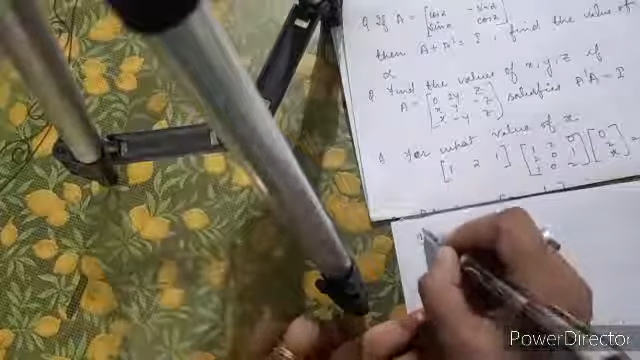 Q If A = [cosα -sinα
sinα cosα]
then A + A' = I find the value of
α
Q Find the value of x, y, z if
A = [0 2y z
x y -z
x -y z] satisfies A'A = I
Q For what value of x
[1 2 1] [1 2 0
2 0 1
1 0 2] [0
2
x] =
PowerDirector